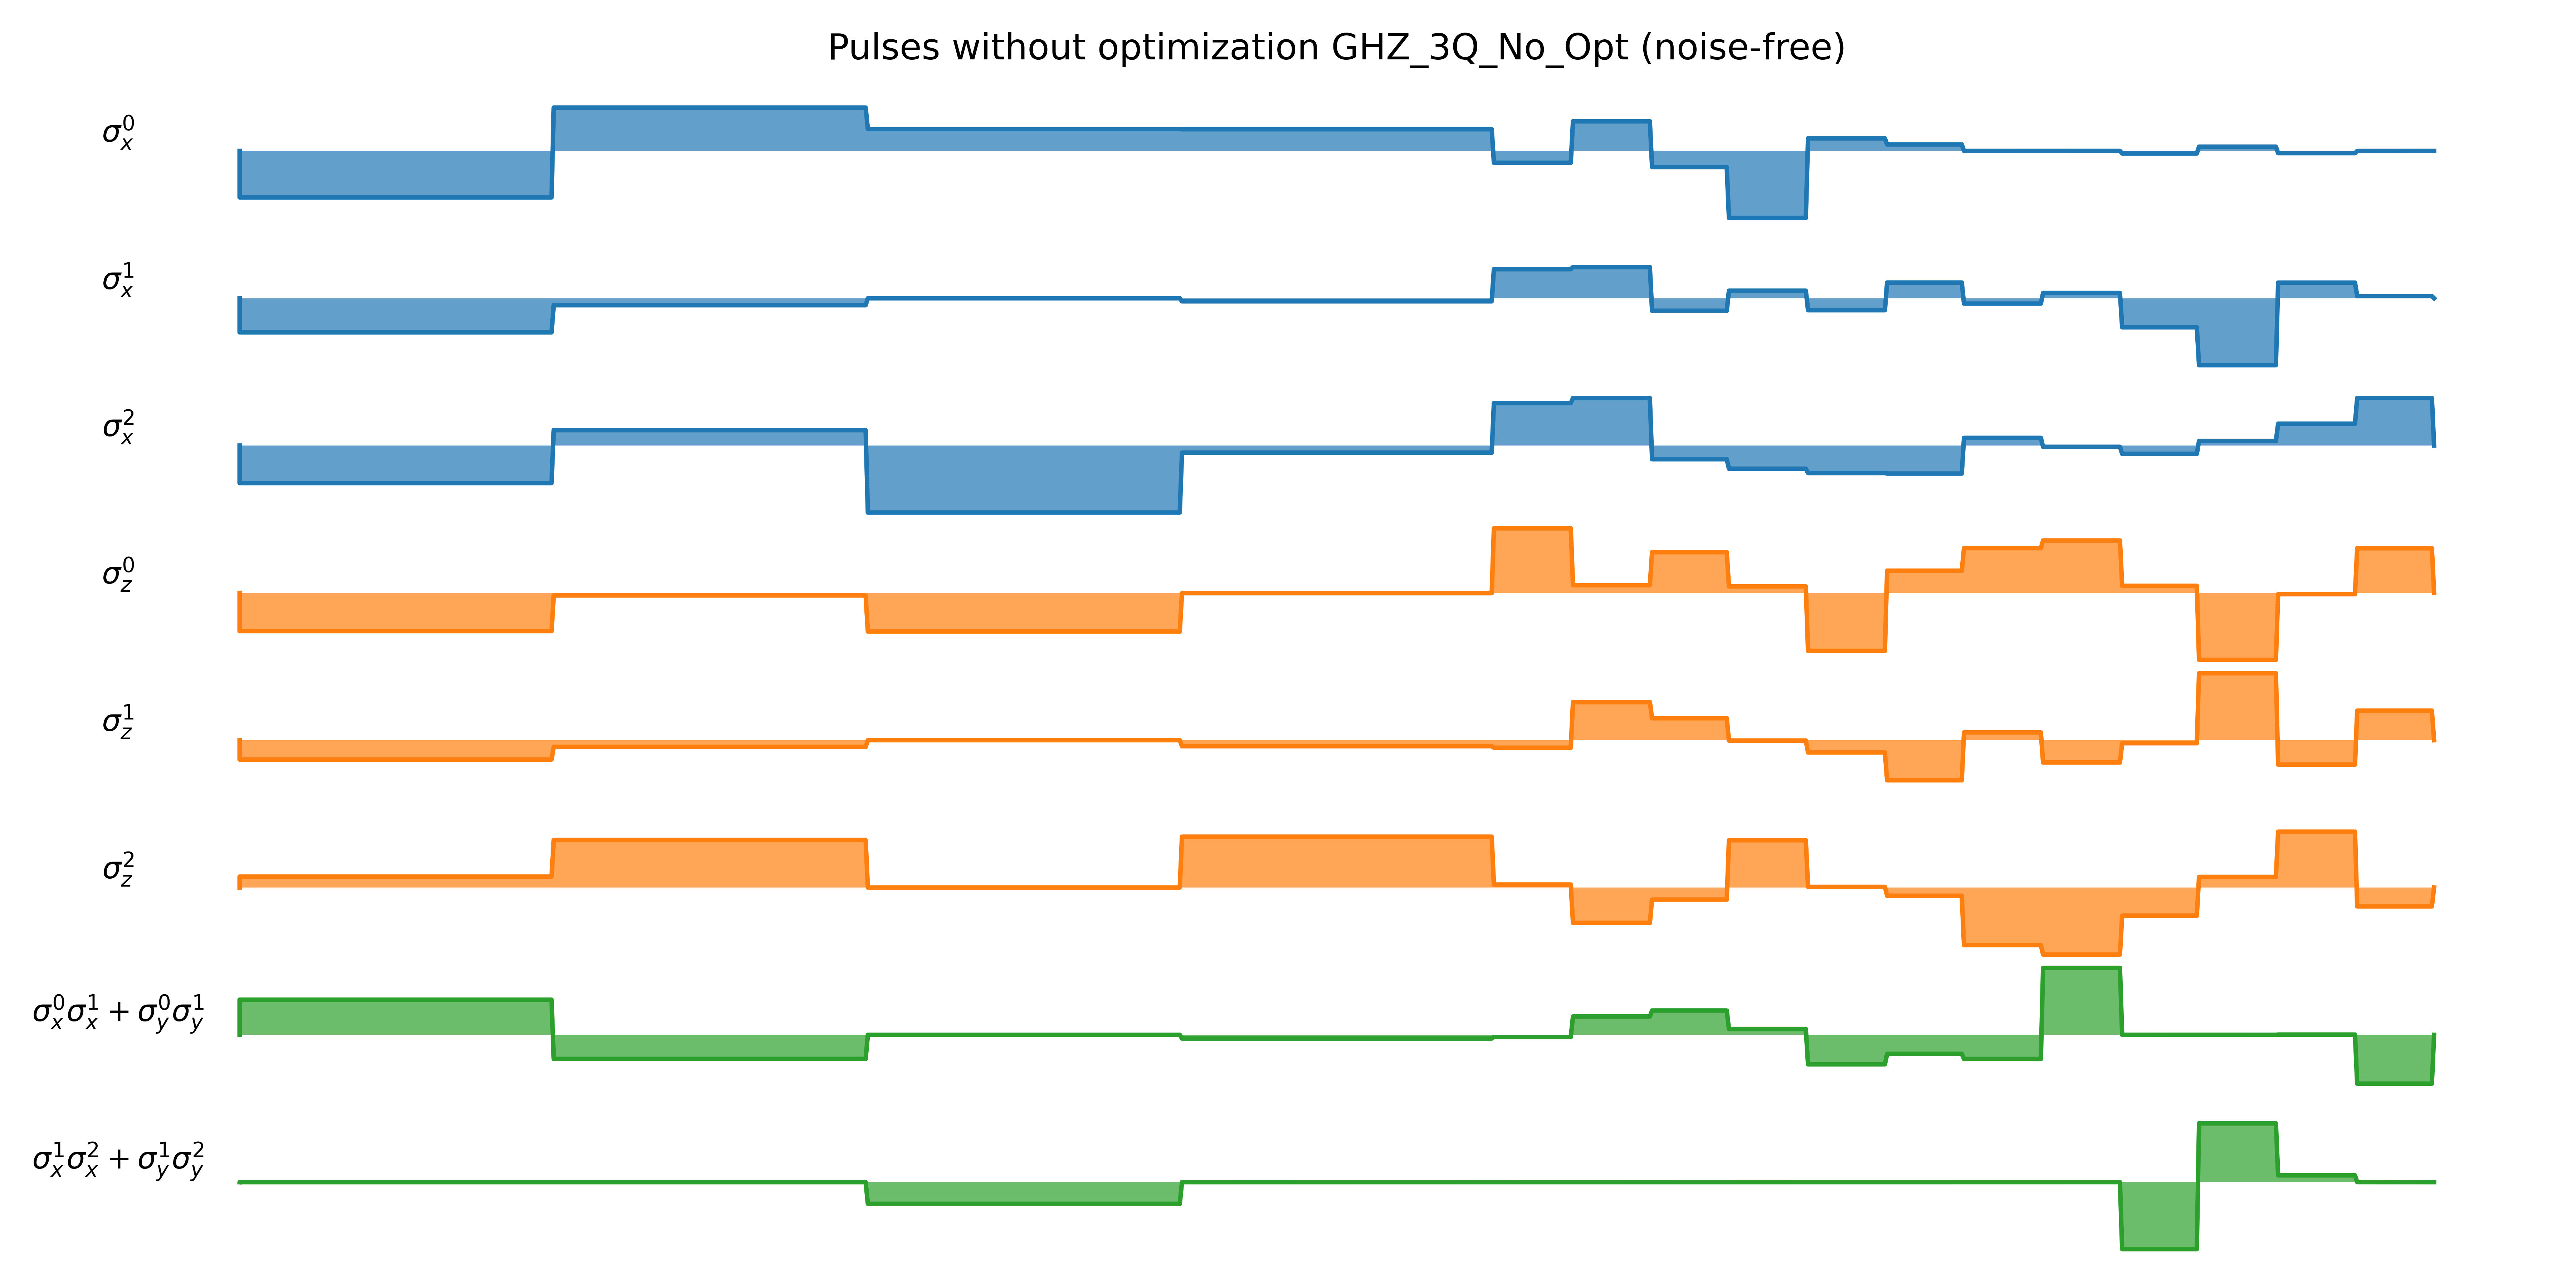 Pulses without optimization GHZ_3Q_No_Opt (noise-free)
σ⁰ₓ
σ¹ₓ
σ²ₓ
σ⁰_z
σ¹_z
σ²_z
σ⁰ₓσ¹ₓ + σ⁰_yσ¹_y
σ¹ₓσ²ₓ + σ¹_yσ²_y